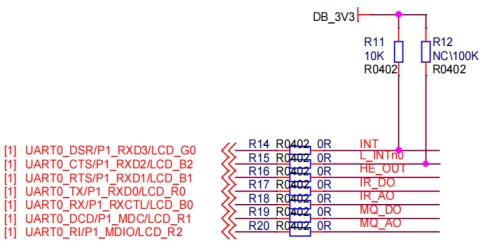 DB_3V3
R11 R12
10K NC\100K
R0402 R0402
R14 R0402 0R INT
[1] UART0_DSR/P1_RXD3/LCD_G0 R15 R0402 0R L_INTn0
[1] UART0_CTS/P1_RXD2/LCD_B2 R16 R0402 0R HE_OUT
[1] UART0_RTS/P1_RXD1/LCD_B1 R17 R0402 0R IR_DO
[1] UART0_TX/P1_RXD0/LCD_R0 R18 R0402 0R IR_AO
[1] UART0_RX/P1_RXCTL/LCD_B0 R19 R0402 0R MQ_DO
[1] UART0_DCD/P1_MDC/LCD_R1 R20 R0402 0R MQ_AO
[1] UART0_RI/P1_MDIO/LCD_R2